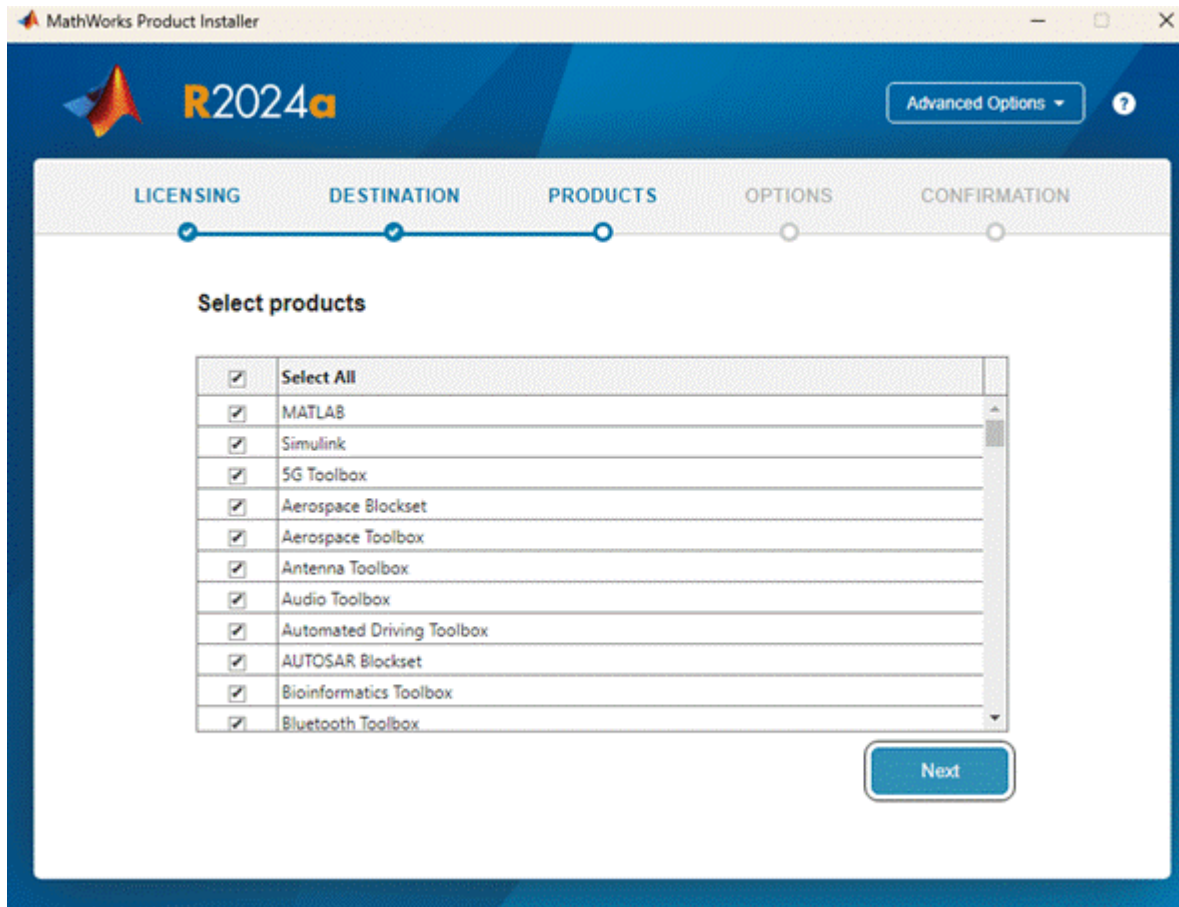 MathWorks Product Installer
R2024a
Advanced Options
?
LICENSING DESTINATION PRODUCTS OPTIONS CONFIRMATION
Select products
Select All
MATLAB
Simulink
5G Toolbox
Aerospace Blockset
Aerospace Toolbox
Antenna Toolbox
Audio Toolbox
Automated Driving Toolbox
AUTOSAR Blockset
Bioinformatics Toolbox
Bluetooth Toolbox
Next